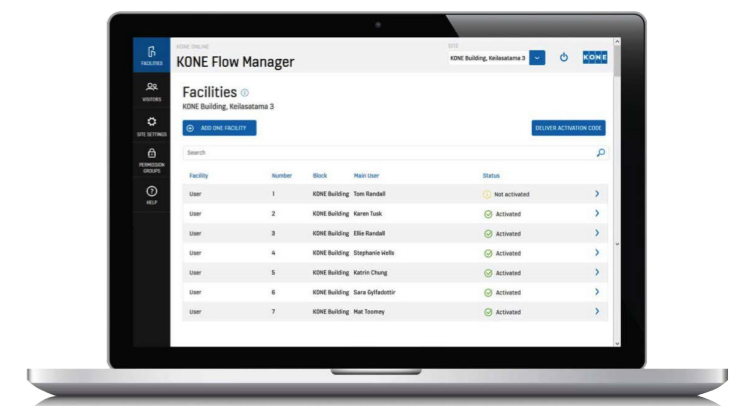 KONE ONLINE
KONE Flow Manager
SITE
KONE Building, Keilasatama 3
KONE
FACILITIES
VISITORS
SITE SETTINGS
PERMISSION
GROUPS
HELP
Facilities
KONE Building, Keilasatama 3
ADD ONE FACILITY
DELIVER ACTIVATION CODE
Search
Facility Number Block Main User Status
User 1 KONE Building Tom Randall Not activated
User 2 KONE Building Karen Tusk Activated
User 3 KONE Building Ellie Randall Activated
User 4 KONE Building Stephanie Wells Activated
User 5 KONE Building Katrin Chung Activated
User 6 KONE Building Sara Gylfadottir Activated
User 7 KONE Building Mat Toomey Activated